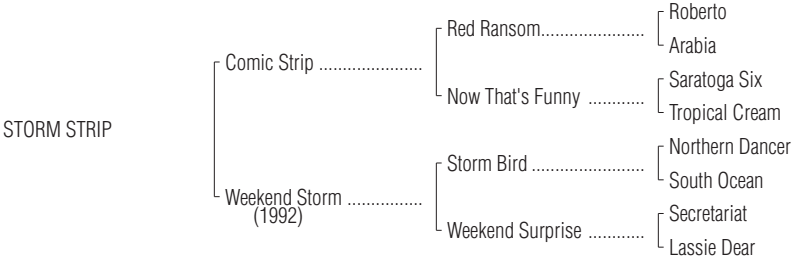 Roberto
Red Ransom......................
Arabia
Comic Strip ......................
Saratoga Six
Now That's Funny ............
Tropical Cream
STORM STRIP
Northern Dancer
Storm Bird ........................
South Ocean
Weekend Storm ................
(1992)
Secretariat
Weekend Surprise ............
Lassie Dear